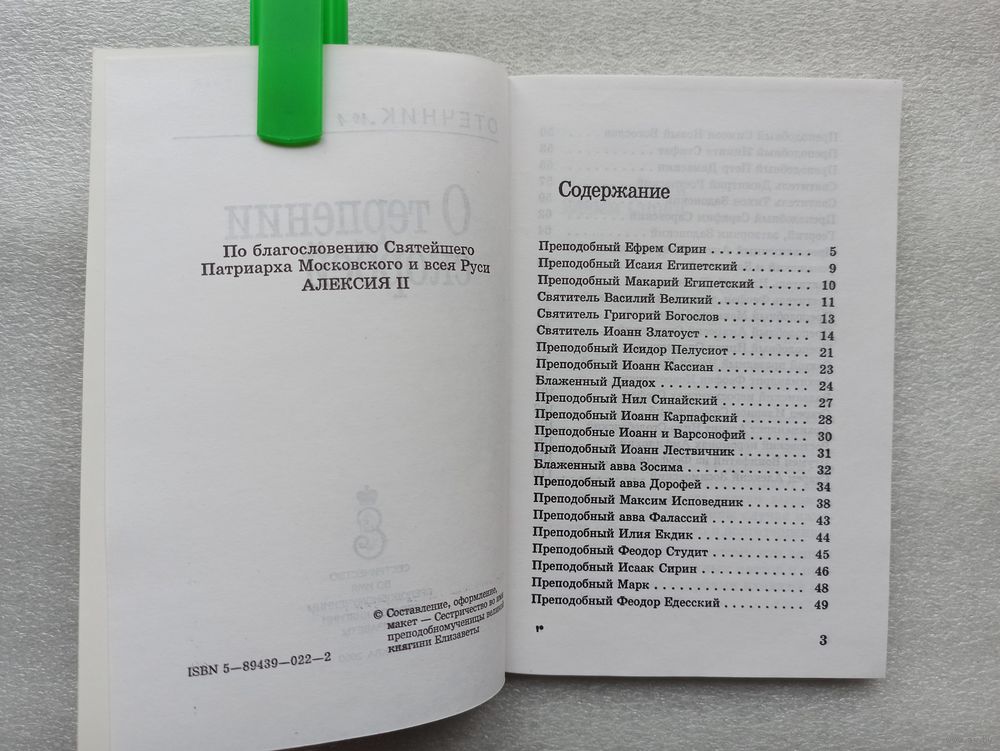 По благословению Святейшего
Патриарха Московского и всея Руси
АЛЕКСИЯ II
© Составление, оформление,
макет — Сестричество во имя
преподобномученицы великой
княгини Елизаветы
ISBN 5—89439—022—2
Содержание
Преподобный Ефрем Сирин . . . . . . . . . . . . 5
Преподобный Исаия Египетский . . . . . . . . 9
Преподобный Макарий Египетский . . . . . . 10
Святитель Василий Великий . . . . . . . . . . 11
Святитель Григорий Богослов . . . . . . . . . 13
Святитель Иоанн Златоуст . . . . . . . . . . . 14
Преподобный Исидор Пелусиот . . . . . . . . 21
Преподобный Иоанн Кассиан . . . . . . . . . . 23
Блаженный Диадох . . . . . . . . . . . . . . . . 24
Преподобный Нил Синайский . . . . . . . . . 27
Преподобный Иоанн Карпафский . . . . . . . 28
Преподобные Иоанн и Варсонофий . . . . . . 30
Преподобный Иоанн Лествичник . . . . . . . 31
Блаженный авва Зосима . . . . . . . . . . . . . 32
Преподобный авва Дорофей . . . . . . . . . . . 34
Преподобный Максим Исповедник . . . . . . 38
Преподобный авва Фалассий . . . . . . . . . . 43
Преподобный Илия Екдик . . . . . . . . . . . . 44
Преподобный Феодор Студит . . . . . . . . . . 45
Преподобный Исаак Сирин . . . . . . . . . . . 46
Преподобный Марк . . . . . . . . . . . . . . . . 48
Преподобный Феодор Едесский . . . . . . . . . 49
3